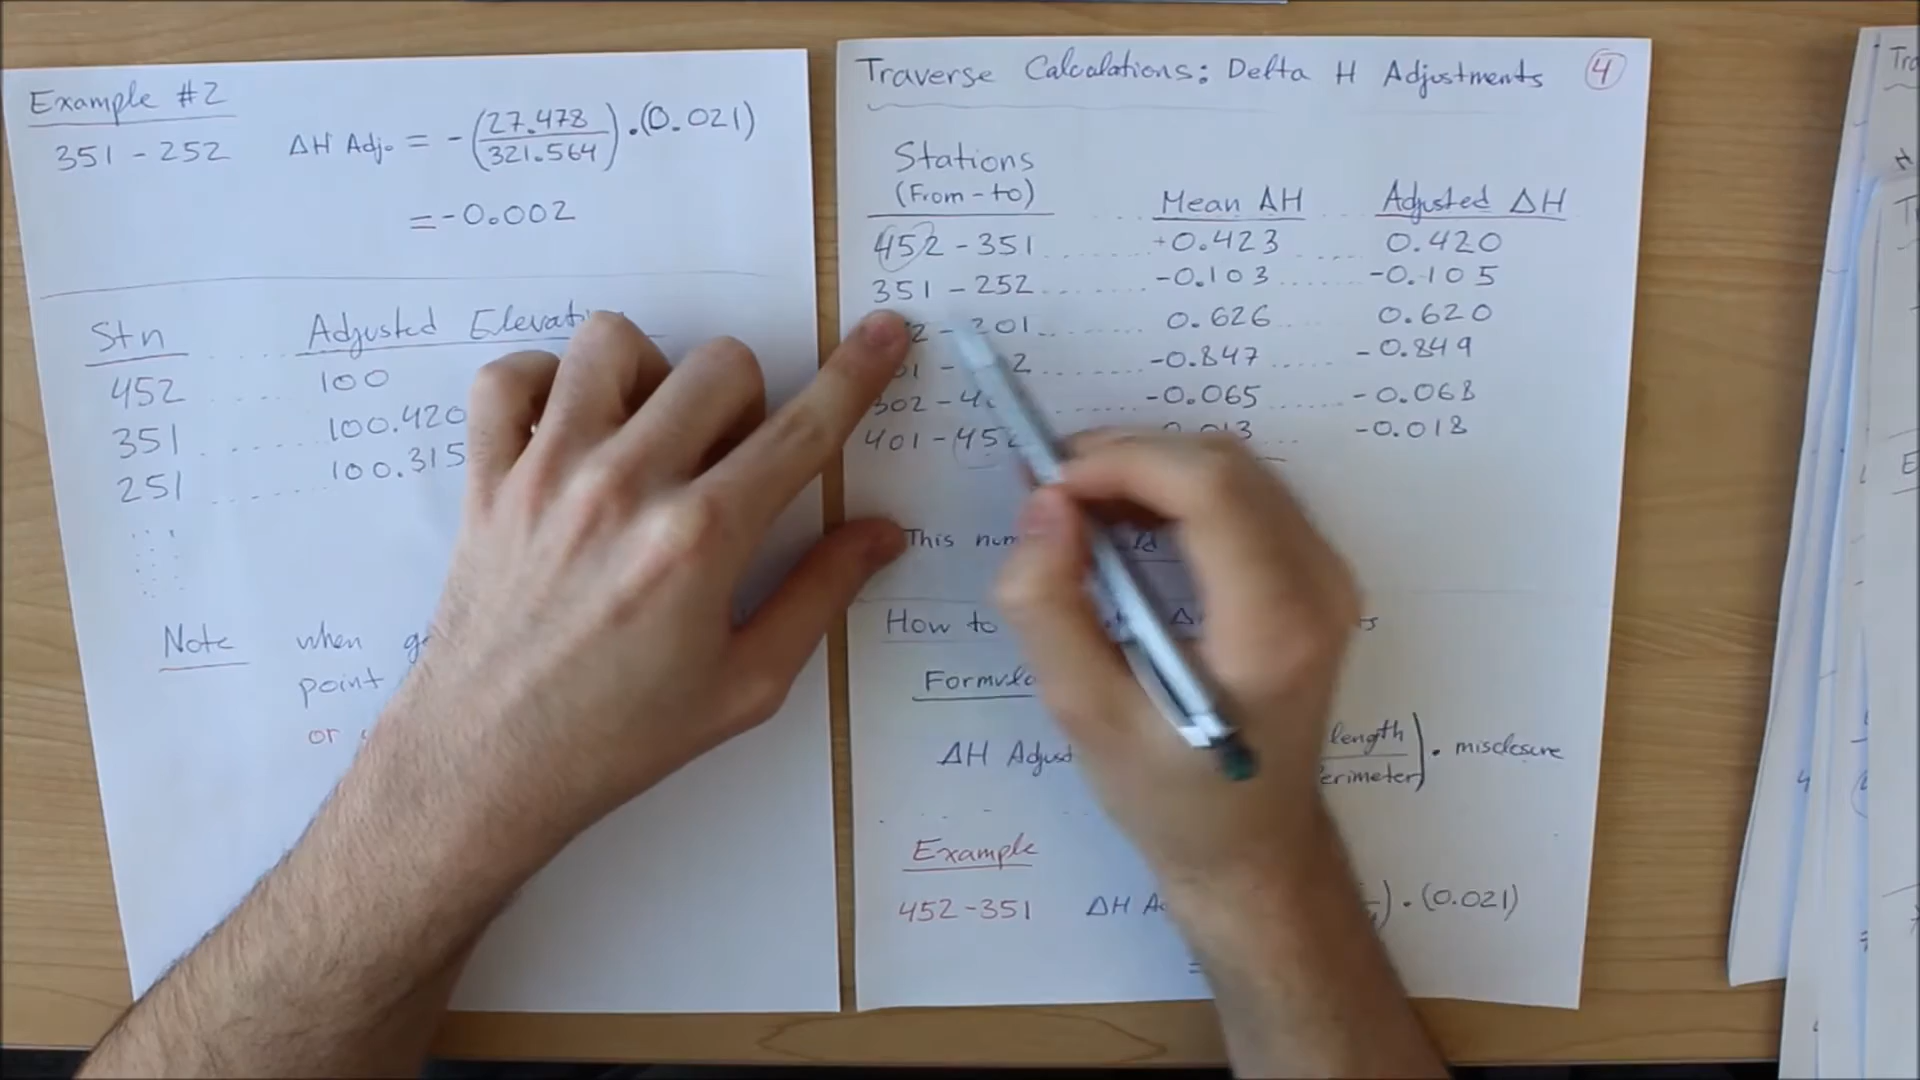 Example #2
351 - 252 ΔH Adj. = -(27.478/321.564).(0.021)
= -0.002
Stn Adjusted
452 100
351 100.420
251 100.315
Note when
point
or
Traverse Calculations: Delta H Adjustments 4
Stations
(From - to) Mean ΔH Adjusted ΔH
452 - 351 +0.423 0.420
351 - 252 -0.103 -0.105
201 0.626 0.620
-0.847 -0.849
302 -0.065 -0.068
401 - 452 -0.018
This
How to
Formula
ΔH length
misclosure
Example
452-351 ΔH .(0.021)
=